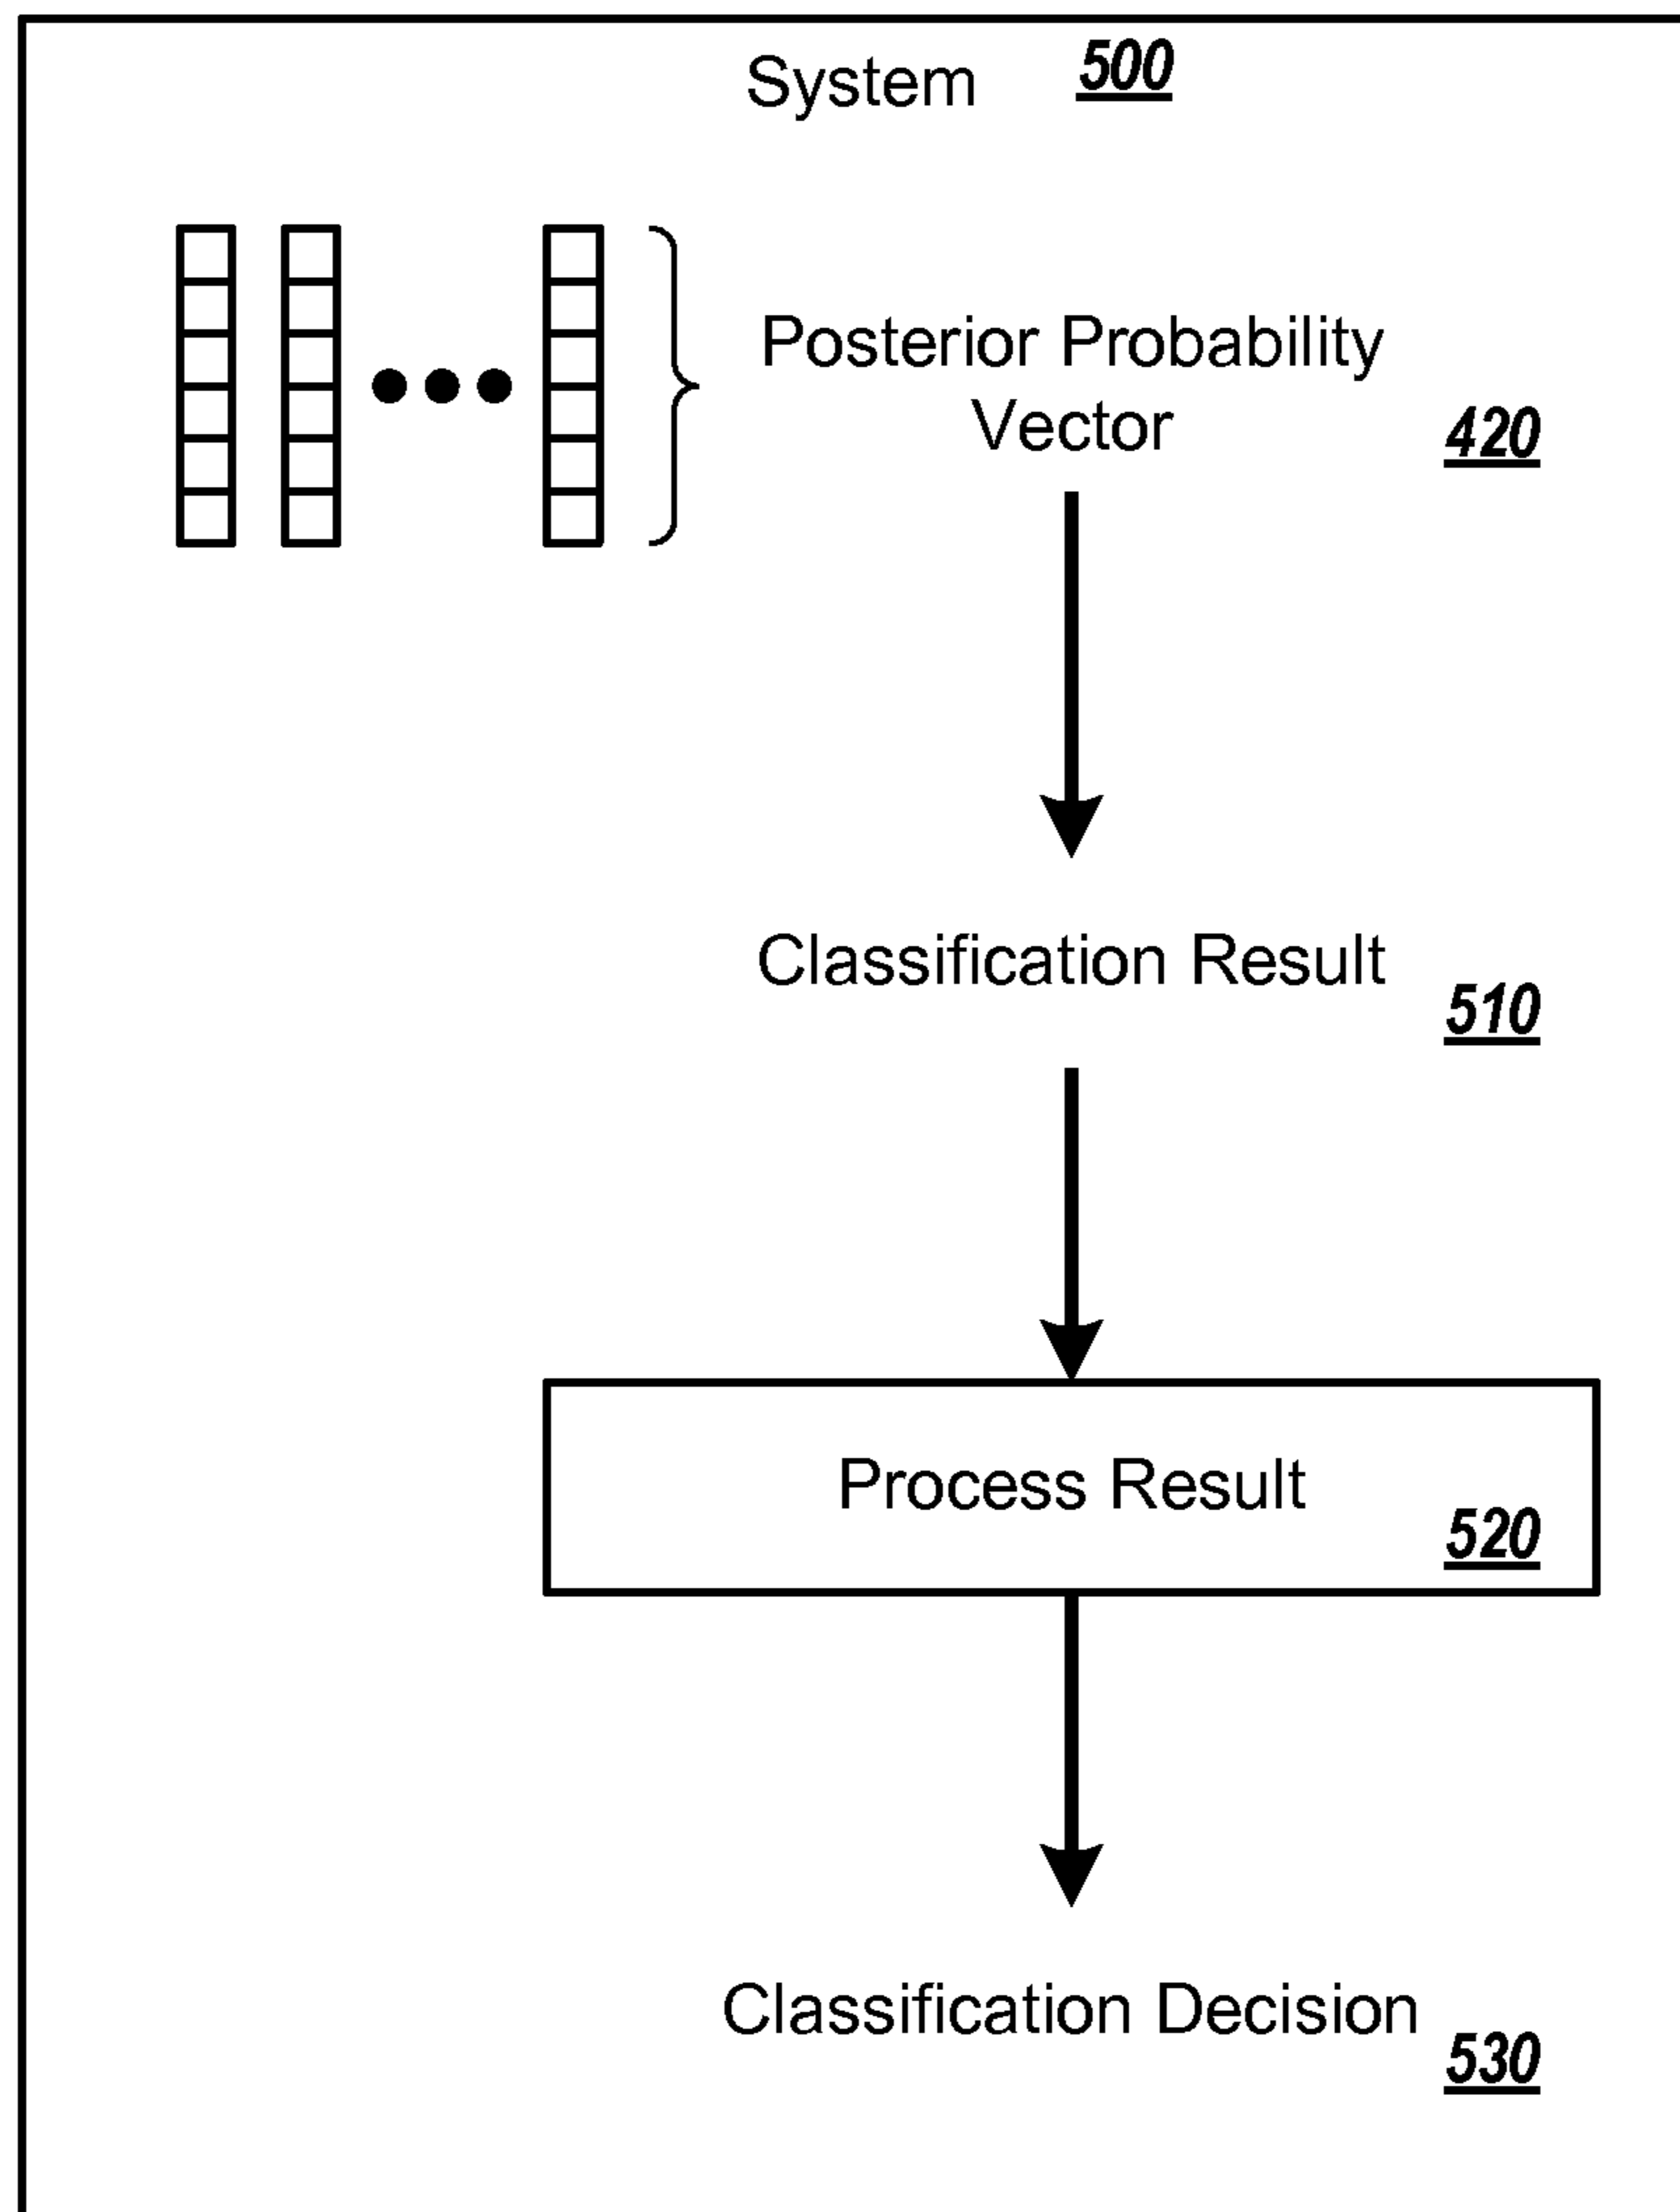 System 500
Posterior Probability
Vector 420
Classification Result
510
Process Result
520
Classification Decision
530